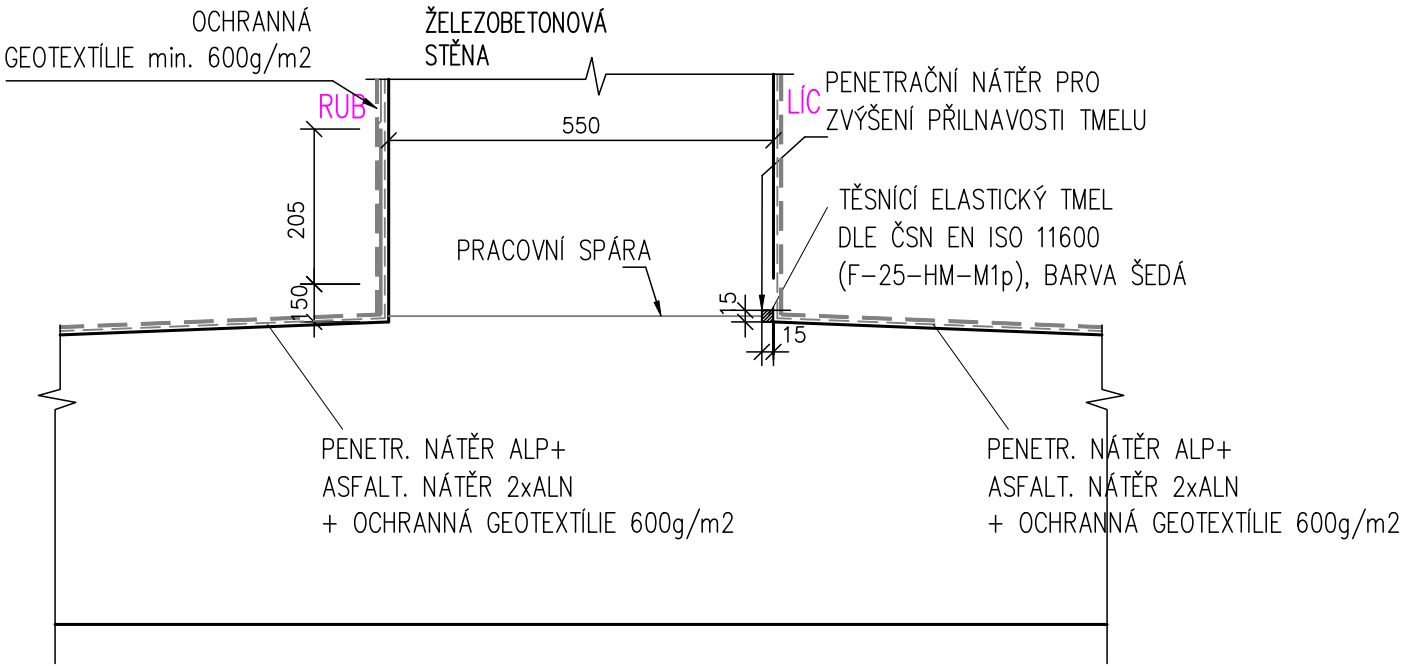 OCHRANNÁ
GEOTEXTÍLIE min. 600g/m2
ŽELEZOBETONOVÁ
STĚNA
RUB
LÍC
PENETRAČNÍ NÁTĚR PRO
ZVÝŠENÍ PŘILNAVOSTI TMELU
550
205
150
PRACOVNÍ SPÁRA
TĚSNÍCÍ ELASTICKÝ TMEL
DLE ČSN EN ISO 11600
(F-25-HM-M1p), BARVA ŠEDÁ
15
15
PENETR. NÁTĚR ALP+
ASFALT. NÁTĚR 2xALN
+ OCHRANNÁ GEOTEXTÍLIE 600g/m2
PENETR. NÁTĚR ALP+
ASFALT. NÁTĚR 2xALN
+ OCHRANNÁ GEOTEXTÍLIE 600g/m2